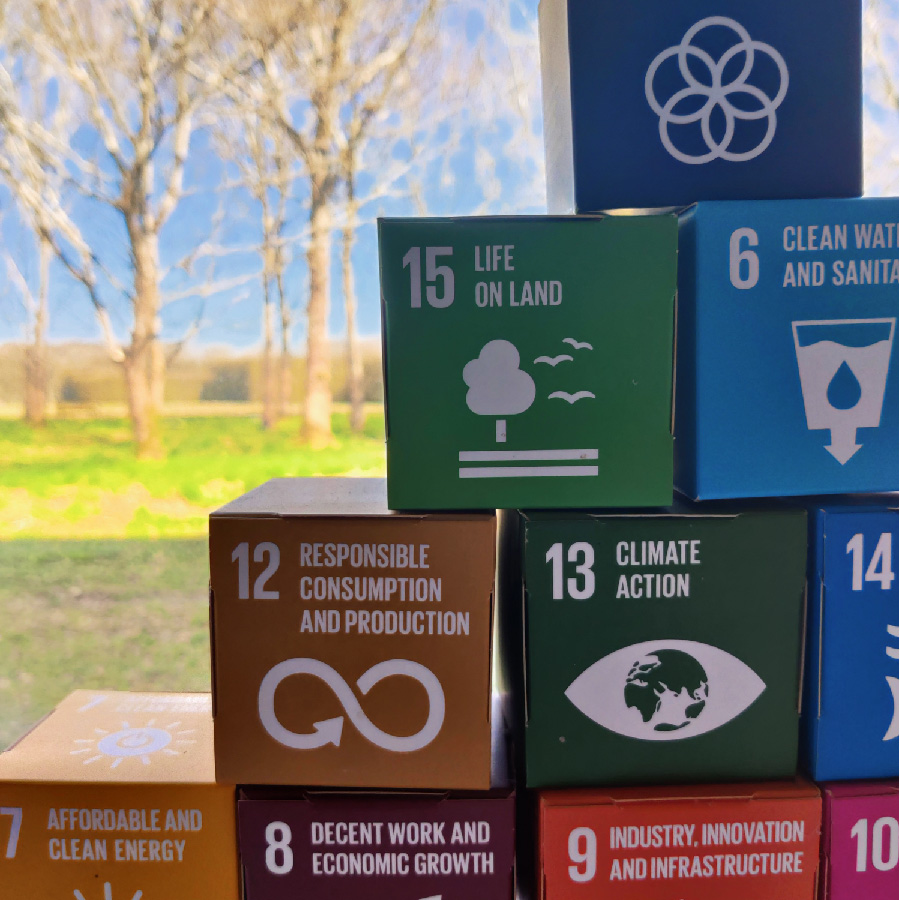 15 LIFE
ON LAND
6 CLEAN WAT
AND SANITA
12 RESPONSIBLE
CONSUMPTION
AND PRODUCTION
13 CLIMATE
ACTION
14
7 AFFORDABLE AND
CLEAN ENERGY
8 DECENT WORK AND
ECONOMIC GROWTH
9 INDUSTRY, INNOVATION
AND INFRASTRUCTURE
10